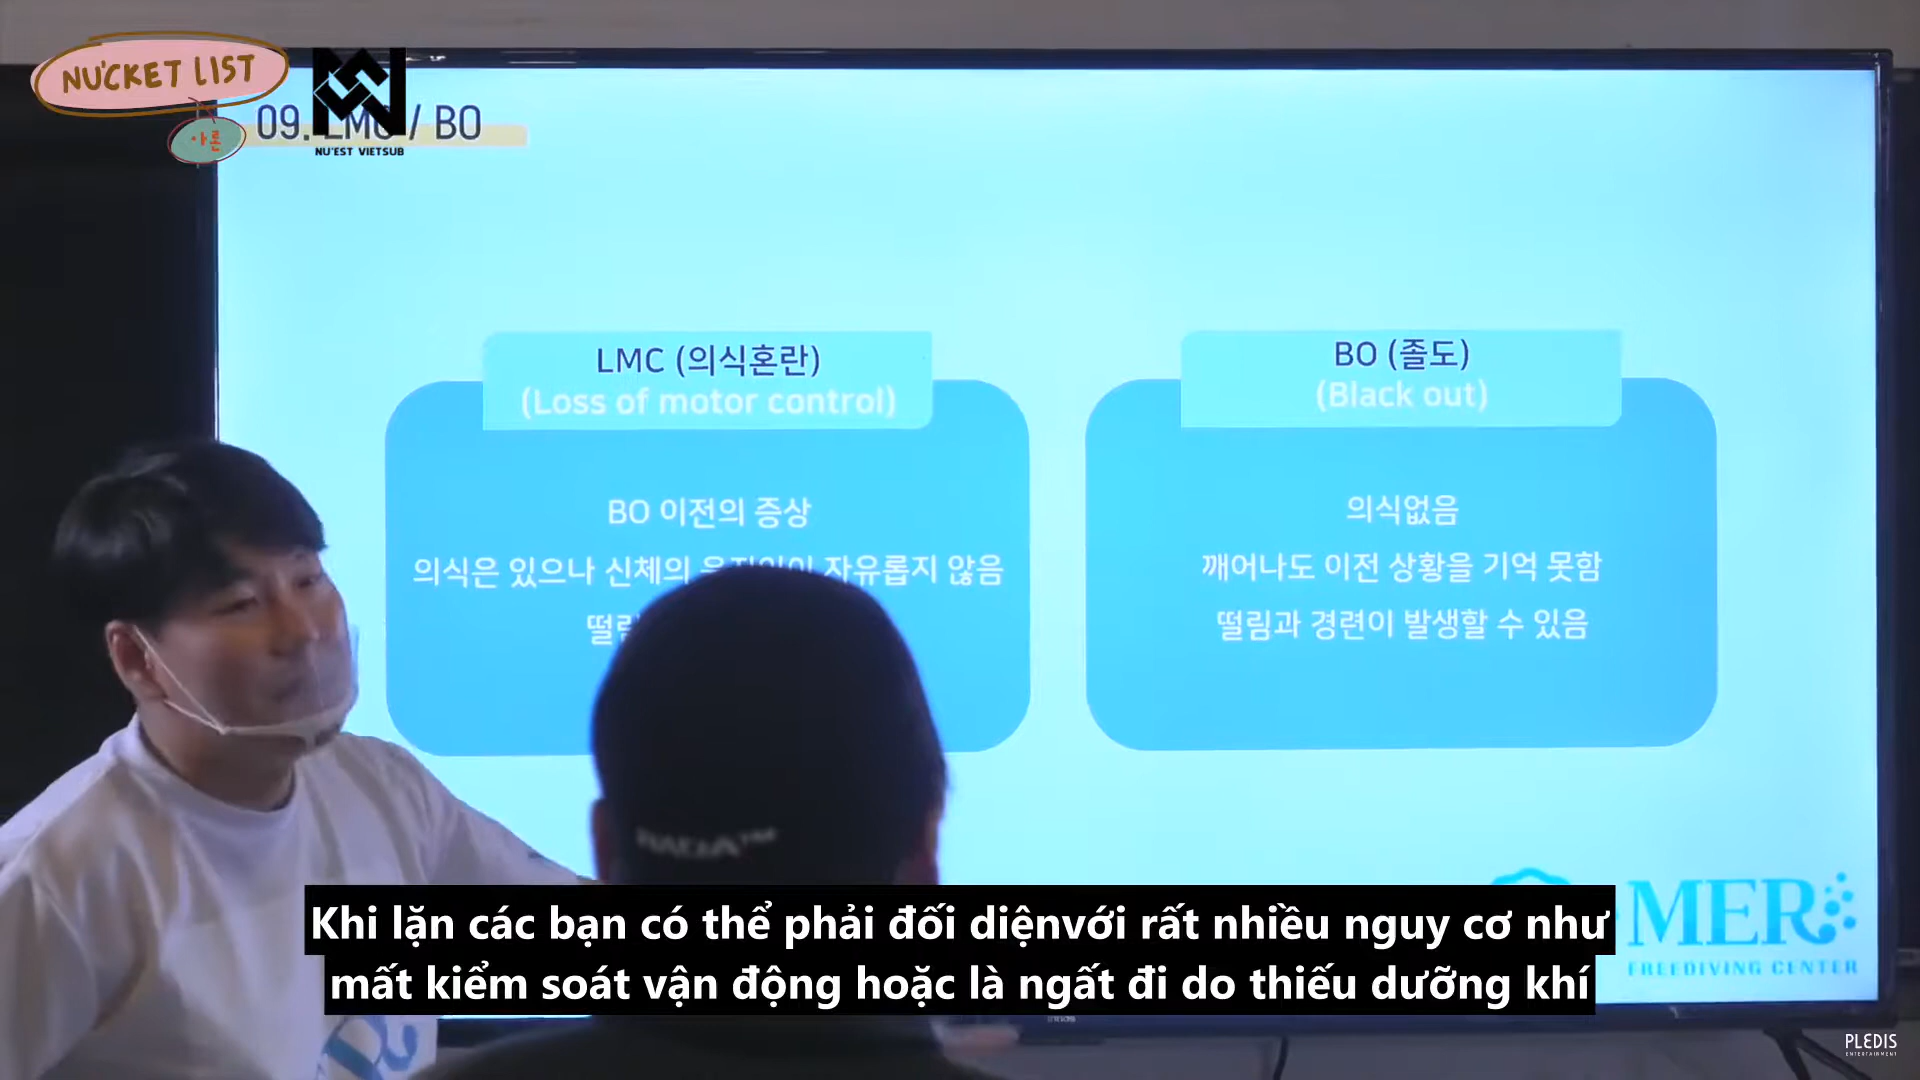 NU'CKET LIST
아론
09. LMC / BO
NU'EST VIETSUB
LMC (의식혼란)
(Loss of motor control)
BO 이전의 증상
의식은 있으나 신체의 움직임이 자유롭지 않음
BO (졸도)
(Black out)
의식없음
깨어나도 이전 상황을 기억 못함
떨림과 경련이 발생할 수 있음
MER
FREEDIVING CENTER
Khi lặn các bạn có thể phải đối diệnvới rất nhiều nguy cơ như
mất kiểm soát vận động hoặc là ngất đi do thiếu dưỡng khí
PLEDIS
ENTERTAINMENT